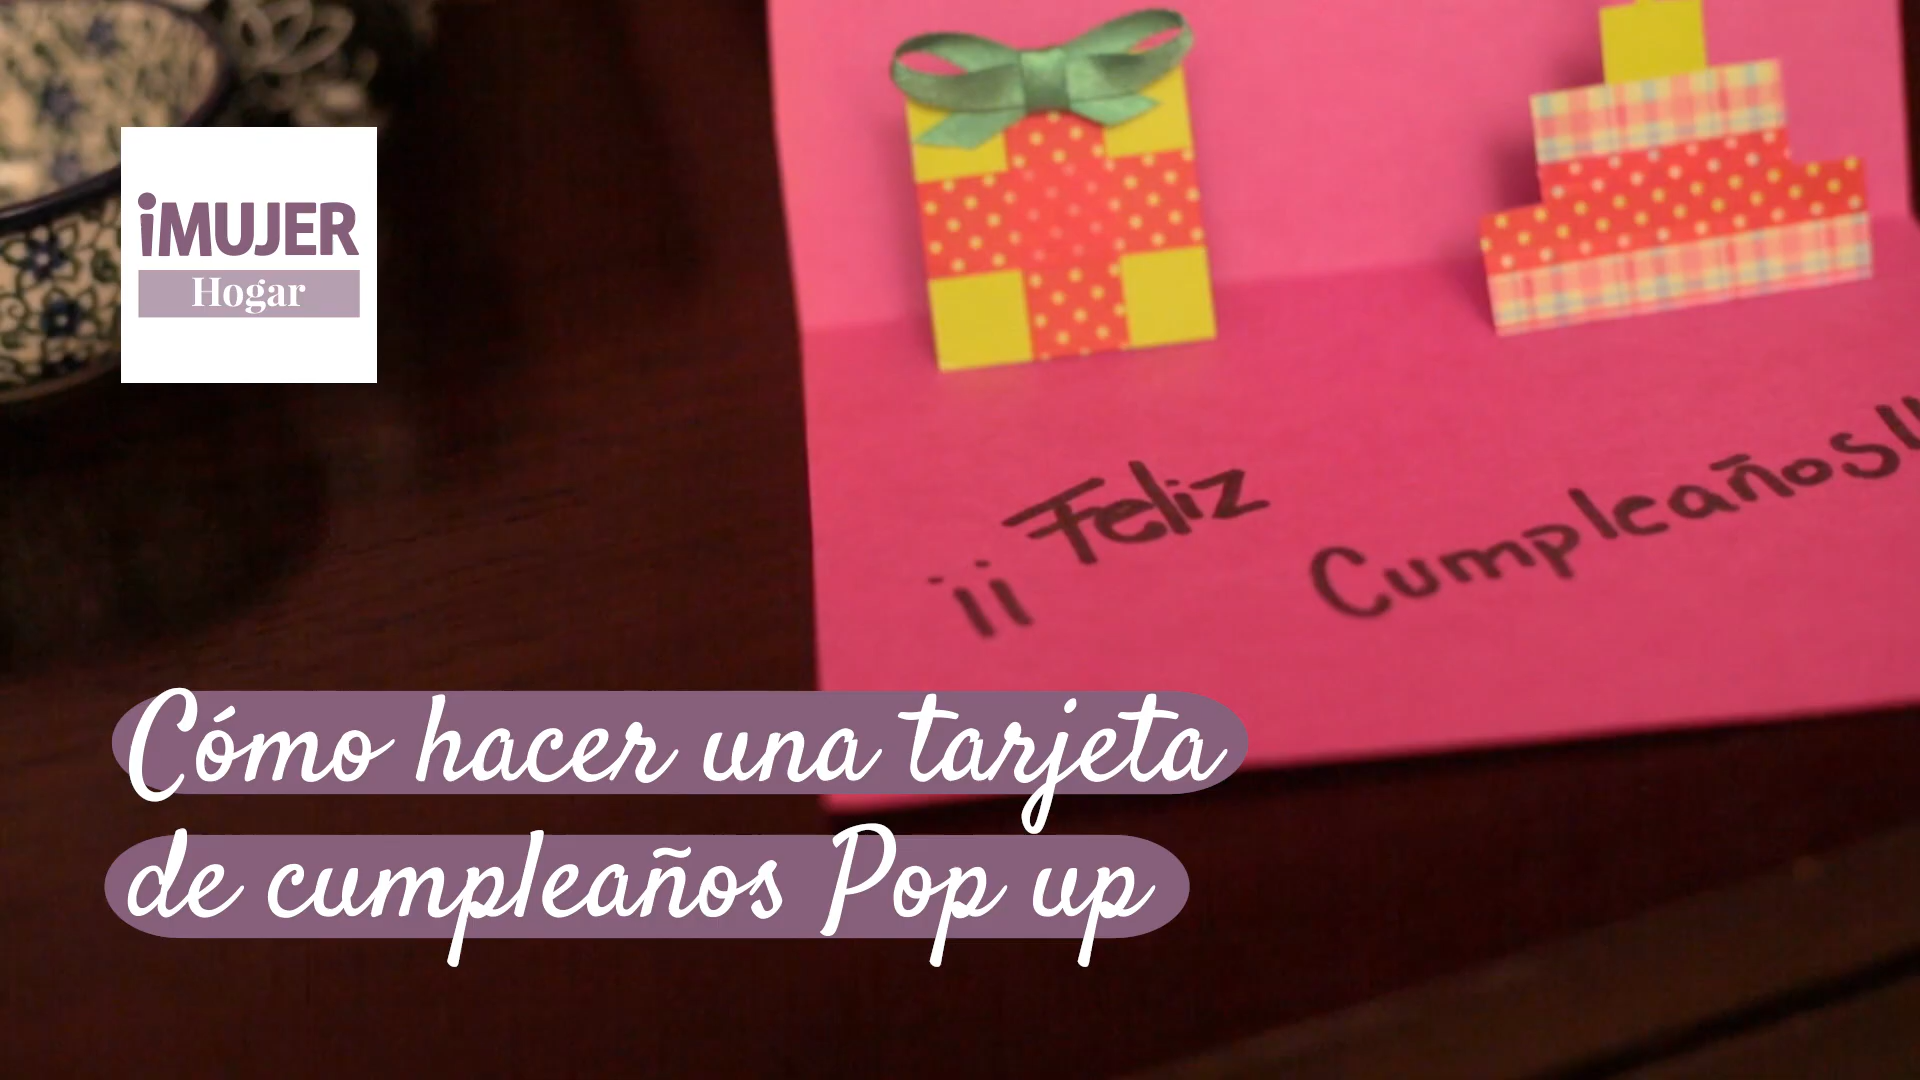 iMUJER
Hogar
¡¡ Feliz Cumpleaños!!
Cómo hacer una tarjeta
de cumpleaños Pop up